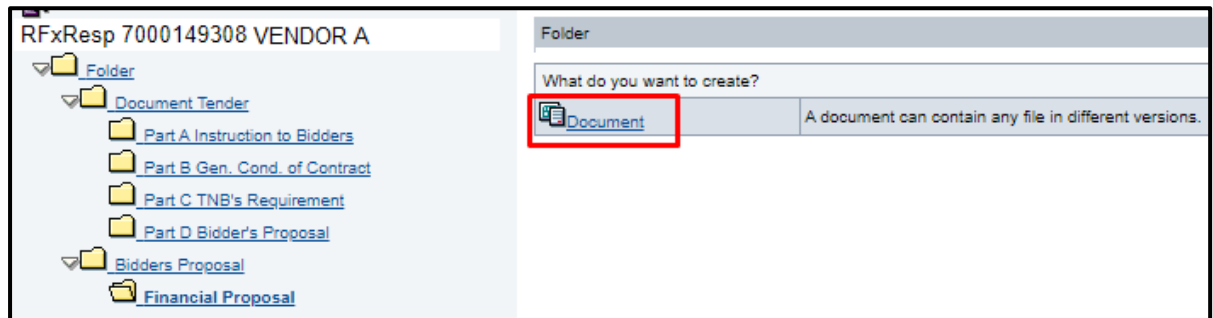 RFxResp 7000149308 VENDOR A
Folder
Document Tender
Part A Instruction to Bidders
Part B Gen. Cond. of Contract
Part C TNB's Requirement
Part D Bidder's Proposal
Bidders Proposal
Financial Proposal
Folder
What do you want to create?
Document A document can contain any file in different versions.